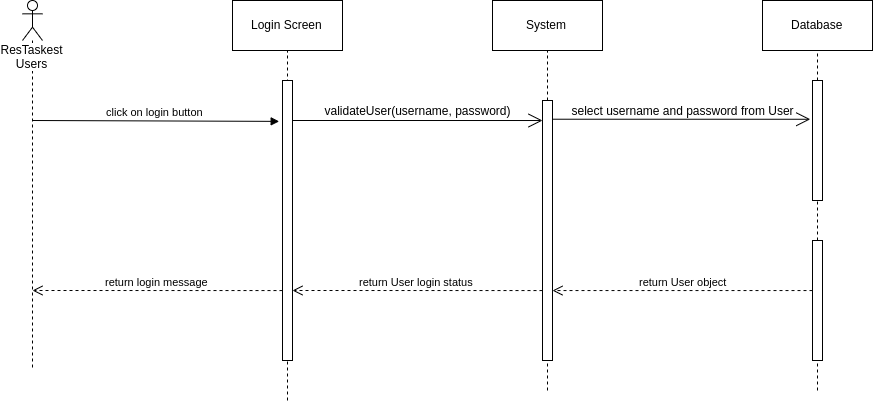 Login Screen
System
Database
ResTaskest
Users
click on login button
validateUser(username, password)
select username and password from User
return login message
return User login status
return User object